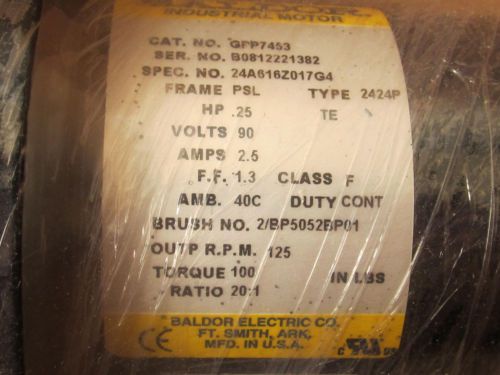 INDUSTRIAL MOTOR
CAT. NO. GPP7453
SER. NO. B0812221382
SPEC. NO. 24A616Z017G4
FRAME PSL TYPE 2424P
HP .25 TE
VOLTS 90
AMPS 2.5
F.F. 1.3 CLASS F
AMB. 40C DUTY CONT
BRUSH NO. 2/BP5052BP01
OUTP R.P.M. 125
TORQUE 100 IN LBS
RATIO 20:1
BALDOR ELECTRIC CO.
FT. SMITH, ARK.
MFD. IN U.S.A.
CE